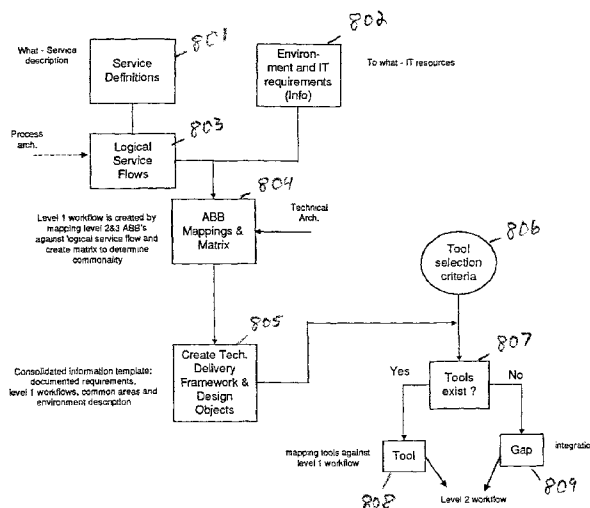 801
What - Service
description
Service
Definitions
802
Environ-
ment and IT
requirements
(Info)
To what - IT resources
803
Process
arch.
Logical
Service
Flows
804
Level 1 workflow is created by
mapping level 2&3 ABB's
against logical service flow and
create matrix to determine
commonality
ABB
Mappings &
Matrix
Technical
Arch.
806
Tool
selection
criteria
805
Consolidated information template:
documented requirements,
level 1 workflows, common areas and
environment description
Create Tech.
Delivery
Framework &
Design
Objects
807
Yes
Tools
exist ?
No
mapping tools against
level 1 workflow
Tool
Gap
integratio
808
Level 2 workflow
809